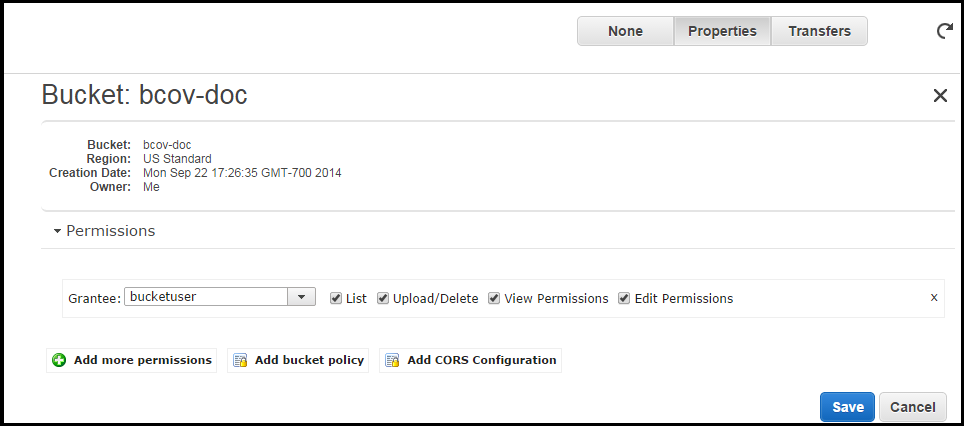 None Properties Transfers
Bucket: bcov-doc
Bucket: bcov-doc
Region: US Standard
Creation Date: Mon Sep 22 17:26:35 GMT-700 2014
Owner: Me
Permissions
Grantee: bucketuser List Upload/Delete View Permissions Edit Permissions x
Add more permissions Add bucket policy Add CORS Configuration
Save Cancel